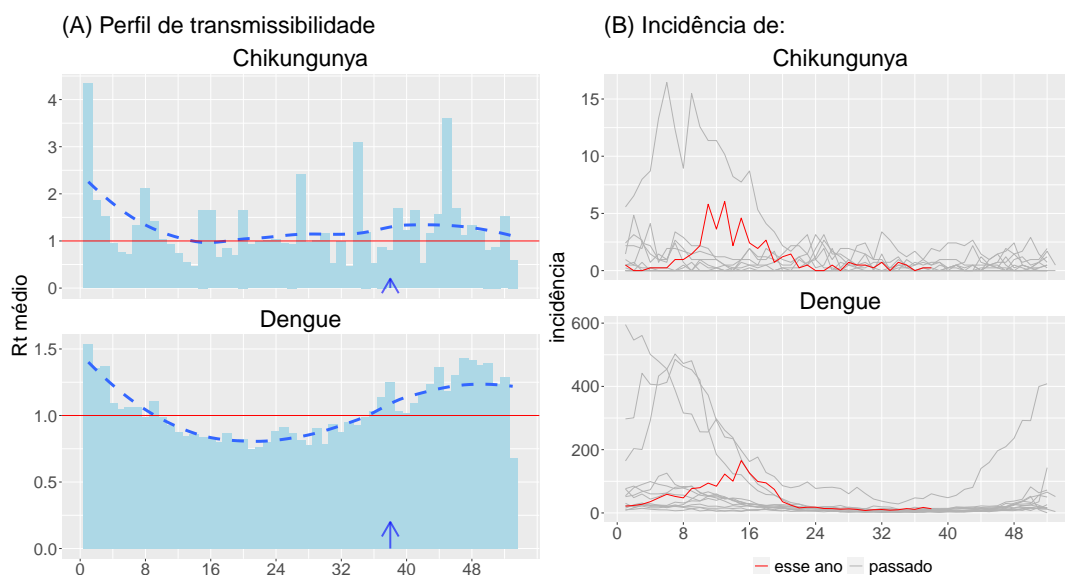 (A) Perfil de transmissibilidade
Chikungunya
4
3
2
1
0
Dengue
1.5
1.0
0.5
0.0
0 8 16 24 32 40 48
Rt médio
(B) Incidência de:
Chikungunya
15
10
5
0
Dengue
600
400
200
0
0 8 16 24 32 40 48
incidência
esse ano passado